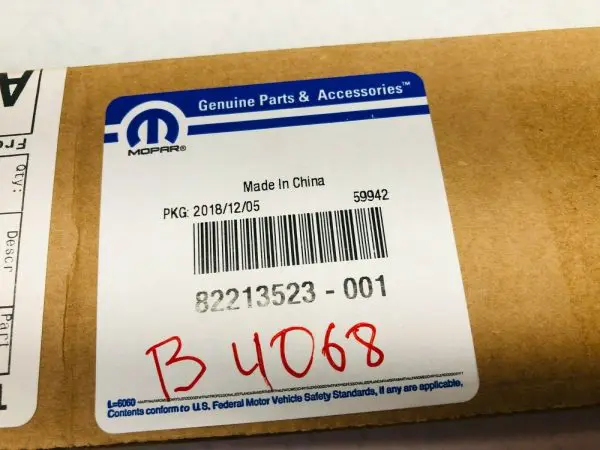 Genuine Parts & Accessories™
MOPAR®
Made In China
PKG: 2018/12/05
59942
82213523 - 001
B 4068
L=6060
Contents conform to U.S. Federal Motor Vehicle Safety Standards, if any are applicable.
A
Qty:
Descr
Part